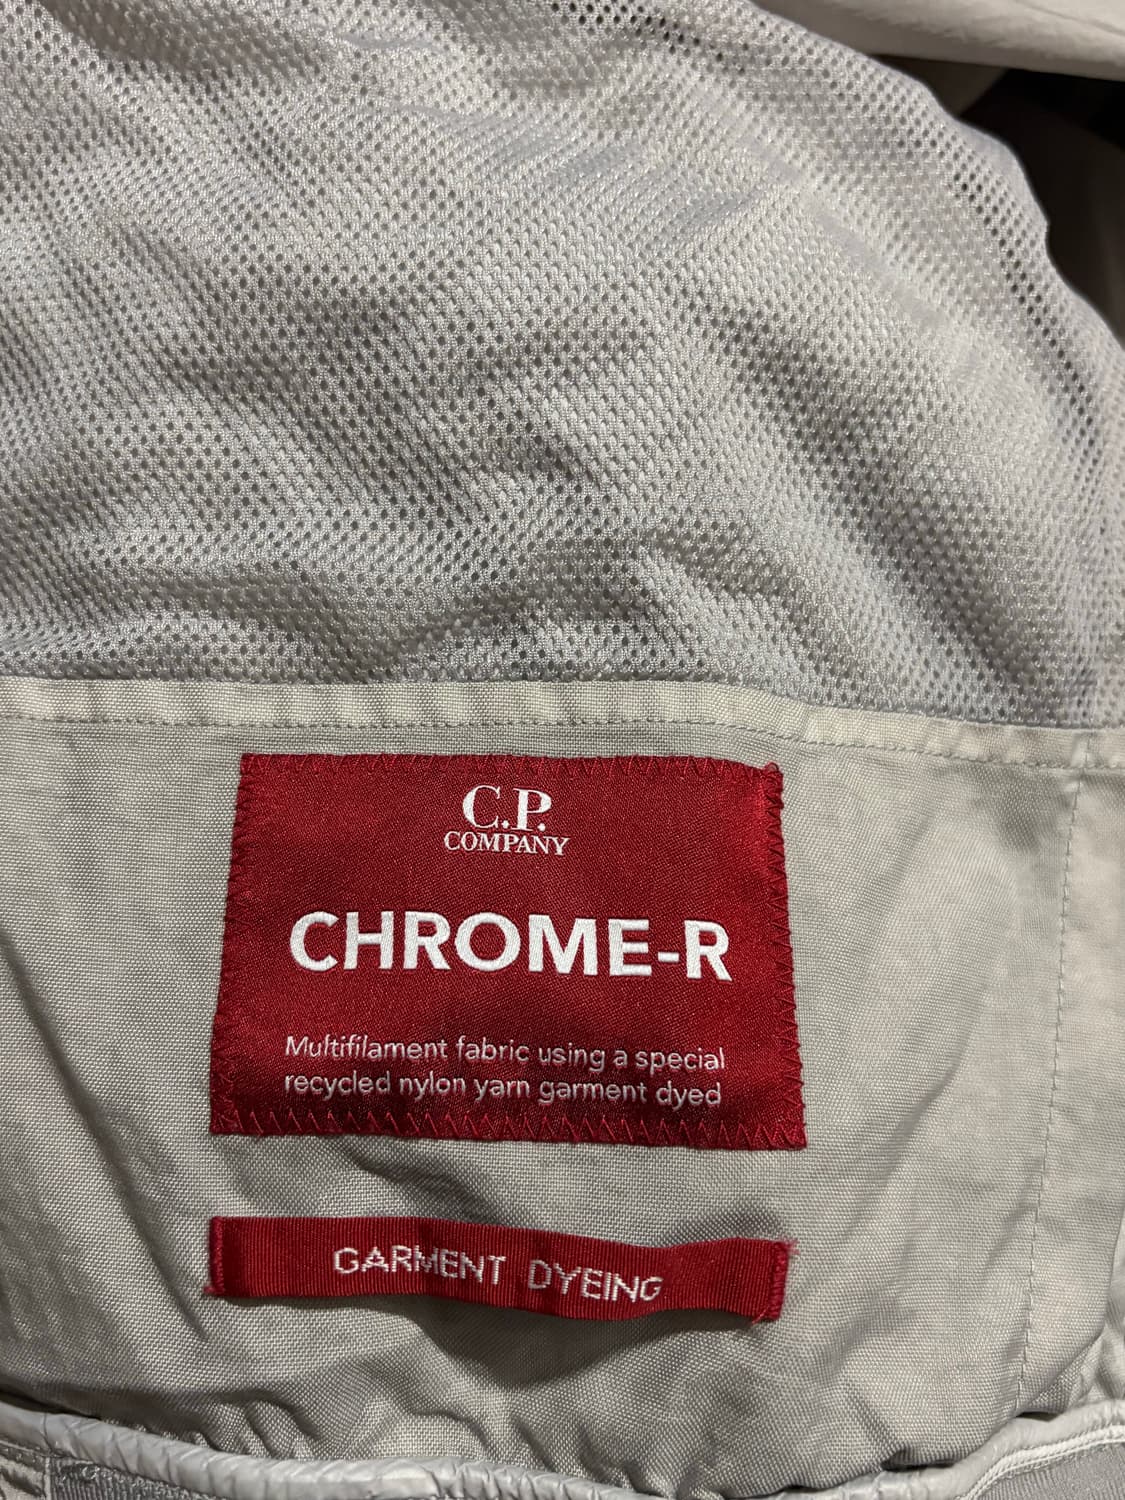 C.P.
COMPANY
CHROME-R
Multifilament fabric using a special
recycled nylon yarn garment dyed
GARMENT DYEING